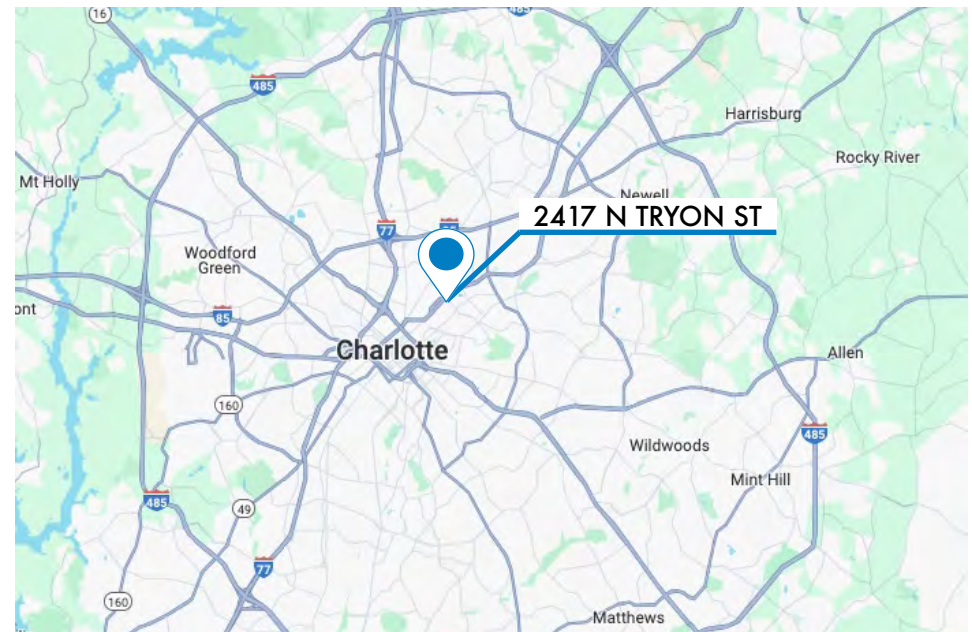 16
485
485
Harrisburg
Rocky River
Mt Holly
Newell
2417 N TRYON ST
77
Woodford
Green
ont
85
Charlotte
Allen
160
485
Wildwoods
Mint Hill
485
49
77
160
Matthews